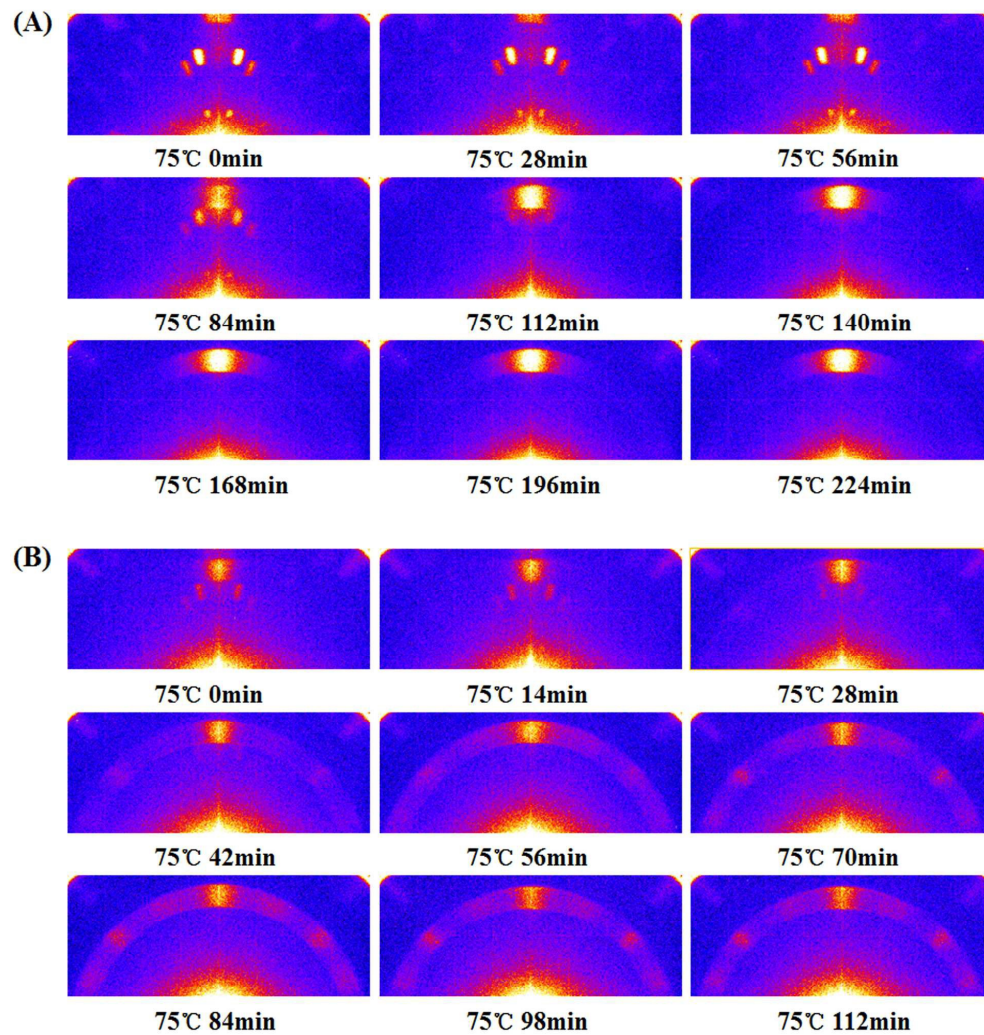 (A)
75℃ 0min 75℃ 28min 75℃ 56min
75℃ 84min 75℃ 112min 75℃ 140min
75℃ 168min 75℃ 196min 75℃ 224min
(B)
75℃ 0min 75℃ 14min 75℃ 28min
75℃ 42min 75℃ 56min 75℃ 70min
75℃ 84min 75℃ 98min 75℃ 112min